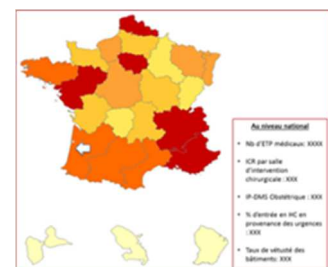 Au niveau national
• Nb d'ETP médicaux: XXXX
• ICR par salle
d'intervention
chirurgicale : XXX
• IP-DMS Obstétrique : XXX
• % d'entrée en HC en
provenance des urgences
: XXX
• Taux de vétusté des
bâtiments: XXX